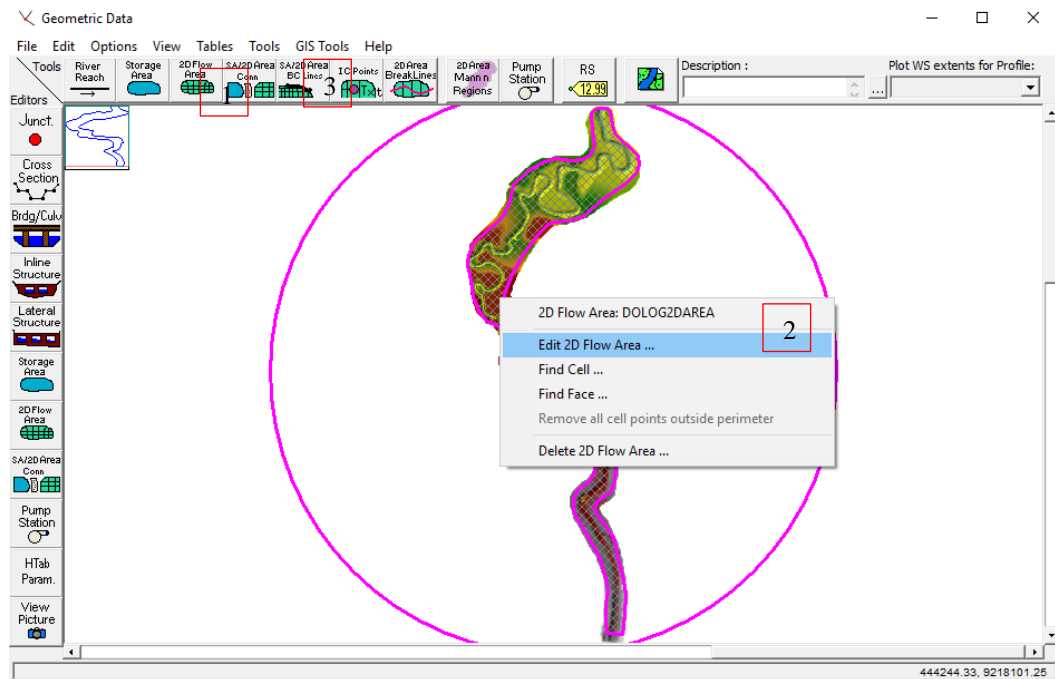 Geometric Data
File Edit Options View Tables Tools GIS Tools Help
Tools
Editors
River
Reach
Storage
Area
2D Flow
Area
SA/2D Area
Conn
SA/2D Area
BC Lines
IC Points
Txt
2D Area
BreakLines
2D Area
Mann n
Regions
Pump
Station
RS
12.99
Description :
...
Plot WS extents for Profile:
1
3
Junct.
Cross
Section
Brdg/Culv
Inline
Structure
Lateral
Structure
Storage
Area
2D Flow
Area
SA/2D Area
Conn
Pump
Station
HTab
Param.
View
Picture
2D Flow Area: DOLOG2DAREA
2
Edit 2D Flow Area ...
Find Cell ...
Find Face ...
Remove all cell points outside perimeter
Delete 2D Flow Area ...
444244.33, 9218101.25